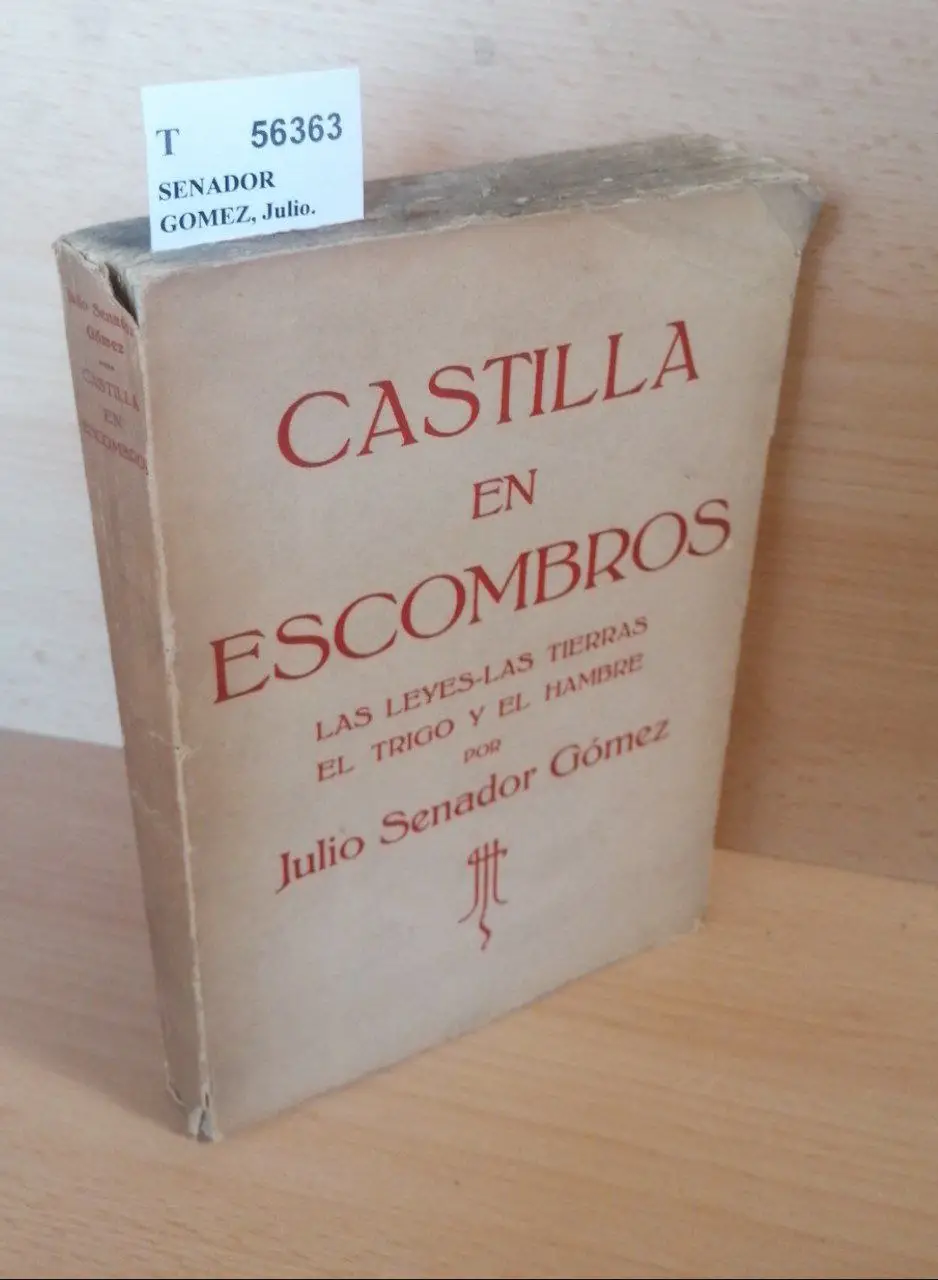 T 56363
SENADOR
GOMEZ, Julio.
Julio Senador
Gómez
CASTILLA
EN
ESCOMBROS
CASTILLA
EN
ESCOMBROS
LAS LEYES-LAS TIERRAS
EL TRIGO Y EL HAMBRE
POR
Julio Senador Gómez